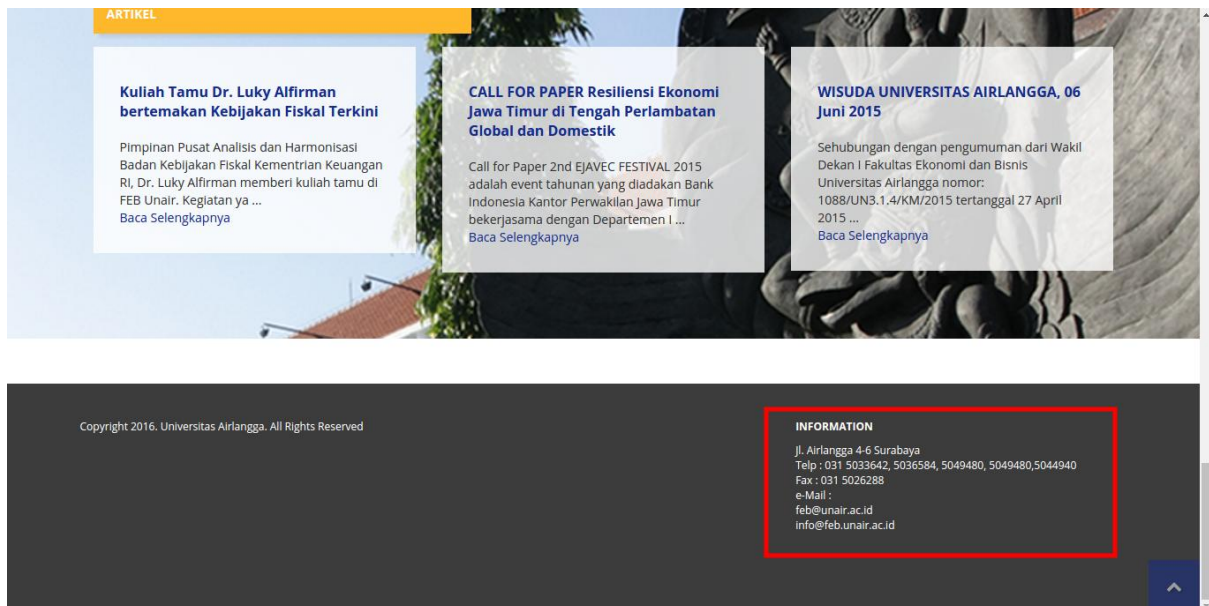 ARTIKEL
Kuliah Tamu Dr. Luky Alfirman
bertemakan Kebijakan Fiskal Terkini
Pimpinan Pusat Analisis dan Harmonisasi
Badan Kebijakan Fiskal Kementrian Keuangan
RI, Dr. Luky Alfirman memberi kuliah tamu di
FEB Unair. Kegiatan ya ...
Baca Selengkapnya
CALL FOR PAPER Resiliensi Ekonomi
Jawa Timur di Tengah Perlambatan
Global dan Domestik
Call for Paper 2nd EJAVEC FESTIVAL 2015
adalah event tahunan yang diadakan Bank
Indonesia Kantor Perwakilan Jawa Timur
bekerjasama dengan Departemen I ...
Baca Selengkapnya
WISUDA UNIVERSITAS AIRLANGGA, 06
Juni 2015
Sehubungan dengan pengumuman dari Wakil
Dekan I Fakultas Ekonomi dan Bisnis
Universitas Airlangga nomor:
1088/UN3.1.4/KM/2015 tertanggal 27 April
2015 ...
Baca Selengkapnya
Copyright 2016. Universitas Airlangga. All Rights Reserved
INFORMATION
Jl. Airlangga 4-6 Surabaya
Telp : 031 5033642, 5036584, 5049480, 5049480,5044940
Fax : 031 5026288
e-Mail :
feb@unair.ac.id
info@feb.unair.ac.id